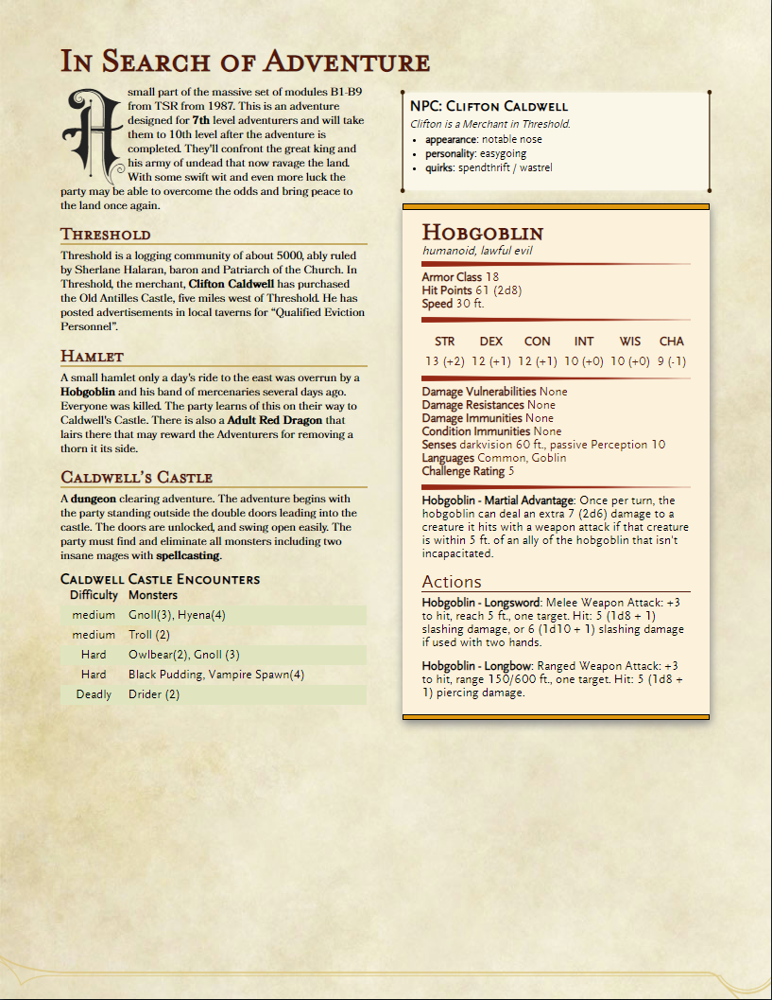 In Search of Adventure
A small part of the massive set of modules B1-B9
from TSR from 1987. This is an adventure
designed for 7th level adventurers and will take
them to 10th level after the adventure is
completed. They'll confront the great king and
his army of undead that now ravage the land.
With some swift wit and even more luck the
party may be able to overcome the odds and bring peace to
the land once again.
Threshold
Threshold is a logging community of about 5000, ably ruled
by Sherlane Halaran, baron and Patriarch of the Church. In
Threshold, the merchant, Clifton Caldwell has purchased
the Old Antilles Castle, five miles west of Threshold. He has
posted advertisements in local taverns for “Qualified Eviction
Personnel”.
Hamlet
A small hamlet only a day's ride to the east was overrun by a
Hobgoblin and his band of mercenaries several days ago.
Everyone was killed. The party learns of this on their way to
Caldwell's Castle. There is also a Adult Red Dragon that
lairs there that may reward the Adventurers for removing a
thorn it its side.
Caldwell's Castle
A dungeon clearing adventure. The adventure begins with
the party standing outside the double doors leading into the
castle. The doors are unlocked, and swing open easily. The
party must find and eliminate all monsters including two
insane mages with spellcasting.
Caldwell Castle Encounters
Difficulty Monsters
medium Gnoll(3), Hyena(4)
medium Troll (2)
Hard Owlbear(2), Gnoll (3)
Hard Black Pudding, Vampire Spawn(4)
Deadly Drider (2)
NPC: Clifton Caldwell
Clifton is a Merchant in Threshold.
• appearance: notable nose
• personality: easygoing
• quirks: spendthrift / wastrel
Hobgoblin
humanoid, lawful evil
Armor Class 18
Hit Points 61 (2d8)
Speed 30 ft.
STR DEX CON INT WIS CHA
13 (+2) 12 (+1) 12 (+1) 10 (+0) 10 (+0) 9 (-1)
Damage Vulnerabilities None
Damage Resistances None
Damage Immunities None
Condition Immunities None
Senses darkvision 60 ft., passive Perception 10
Languages Common, Goblin
Challenge Rating 5
Hobgoblin - Martial Advantage: Once per turn, the
hobgoblin can deal an extra 7 (2d6) damage to a
creature it hits with a weapon attack if that creature
is within 5 ft. of an ally of the hobgoblin that isn't
incapacitated.
Actions
Hobgoblin - Longsword: Melee Weapon Attack: +3
to hit, reach 5 ft., one target. Hit: 5 (1d8 + 1)
slashing damage, or 6 (1d10 + 1) slashing damage
if used with two hands.
Hobgoblin - Longbow: Ranged Weapon Attack: +3
to hit, range 150/600 ft., one target. Hit: 5 (1d8 +
1) piercing damage.